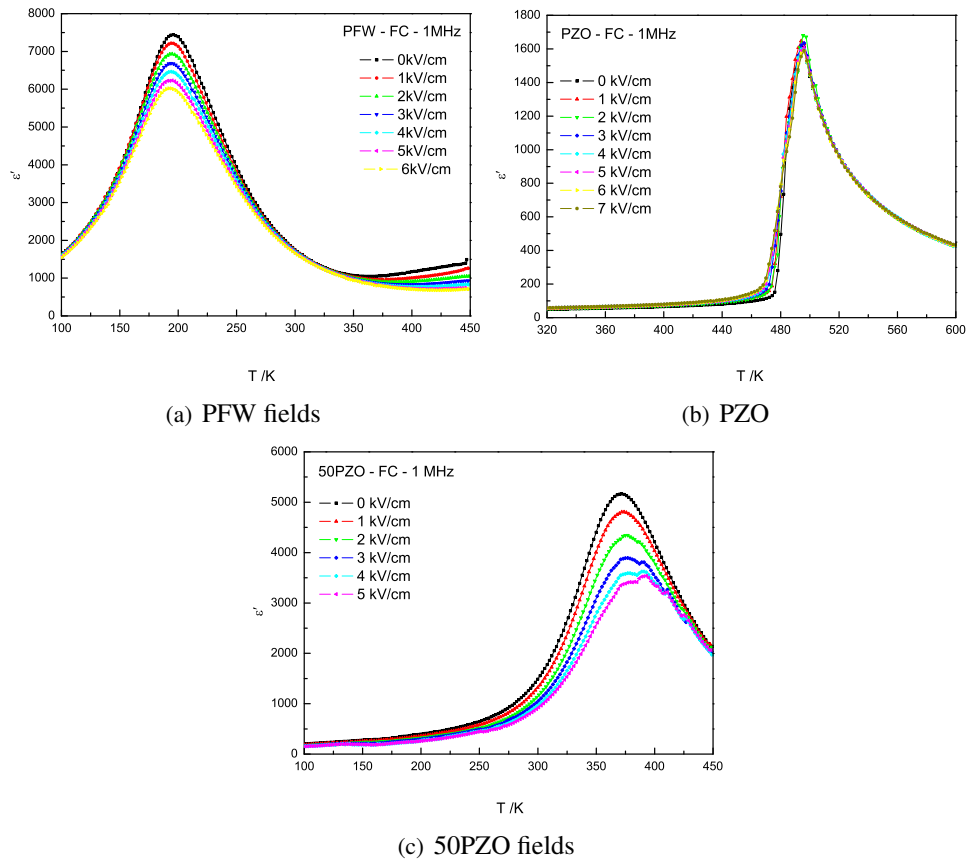 PFW - FC - 1MHz
0kV/cm
1kV/cm
2kV/cm
3kV/cm
4kV/cm
5kV/cm
6kV/cm
8000
7000
6000
5000
4000
3000
2000
1000
0
ε'
100 150 200 250 300 350 400 450
T /K
(a) PFW fields
PZO - FC - 1MHz
0 kV/cm
1 kV/cm
2 kV/cm
3 kV/cm
4 kV/cm
5 kV/cm
6 kV/cm
7 kV/cm
1800
1600
1400
1200
1000
800
600
400
200
0
ε'
320 360 400 440 480 520 560 600
T /K
(b) PZO
50PZO - FC - 1 MHz
0 kV/cm
1 kV/cm
2 kV/cm
3 kV/cm
4 kV/cm
5 kV/cm
6000
5000
4000
3000
2000
1000
0
ε'
100 150 200 250 300 350 400 450
T /K
(c) 50PZO fields